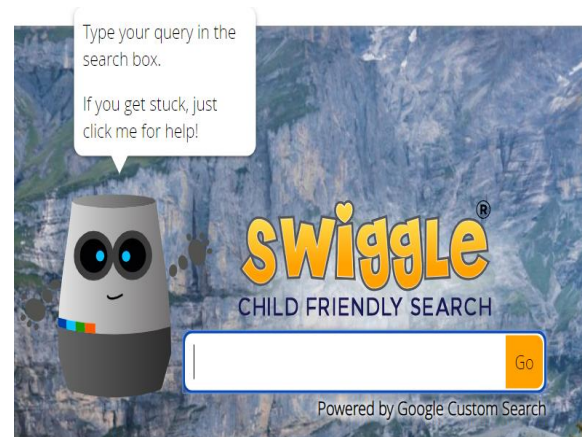 Type your query in the
search box.
If you get stuck, just
click me for help!
swiggle®
CHILD FRIENDLY SEARCH
Go
Powered by Google Custom Search